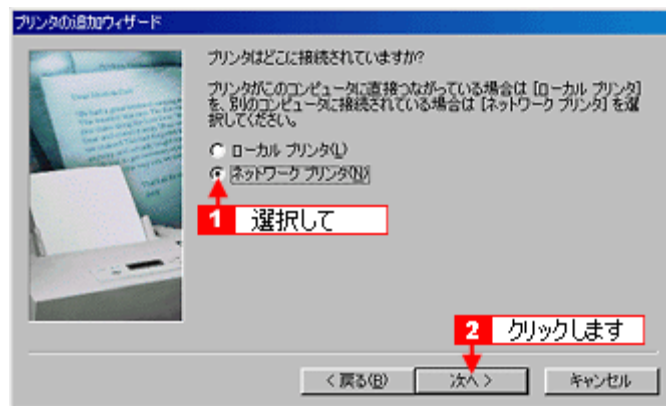 プリンタの追加ウィザード
プリンタはどこに接続されていますか?
プリンタがこのコンピュータに直接つながっている場合は [ローカル プリンタ]
を、別のコンピュータに接続されている場合は [ネットワーク プリンタ] を選
択してください。
ローカル プリンタ(L)
ネットワーク プリンタ(N)
1 選択して
2 クリックします
< 戻る(B) 次へ > キャンセル